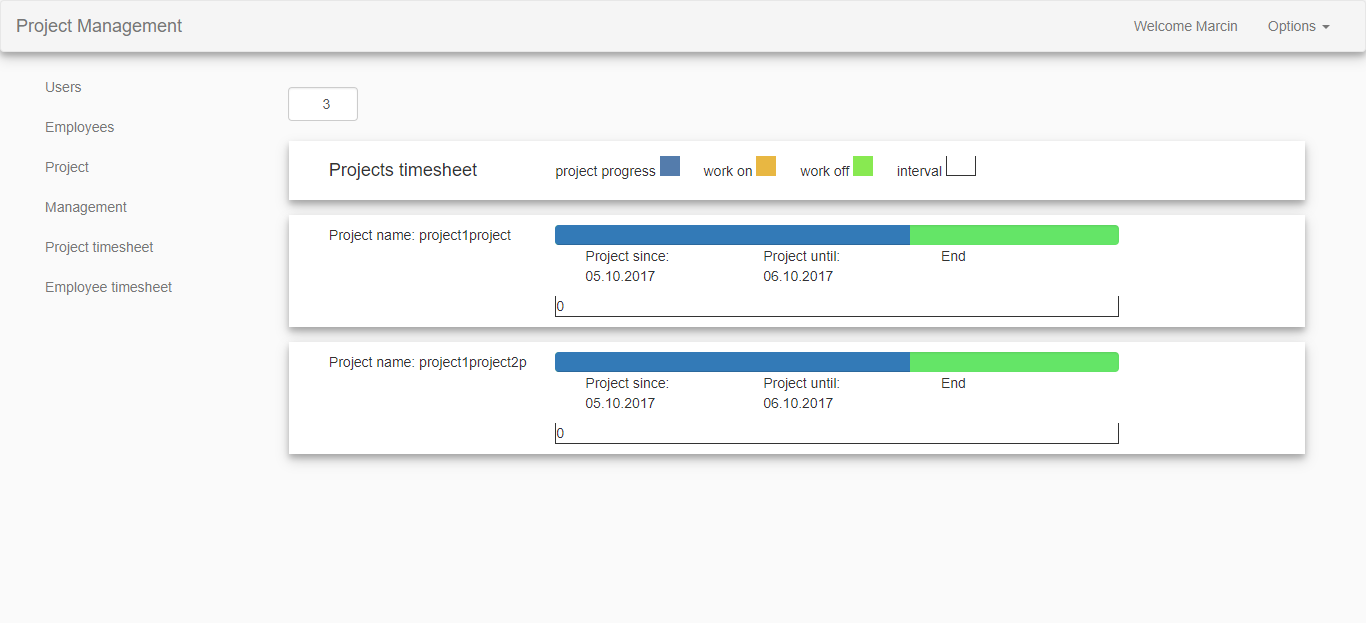 Project Management
Welcome Marcin
Options
Users
Employees
Project
Management
Project timesheet
Employee timesheet
3
Projects timesheet
project progress
work on
work off
interval
Project name: project1project
Project since:
05.10.2017
Project until:
06.10.2017
End
0
Project name: project1project2p
Project since:
05.10.2017
Project until:
06.10.2017
End
0